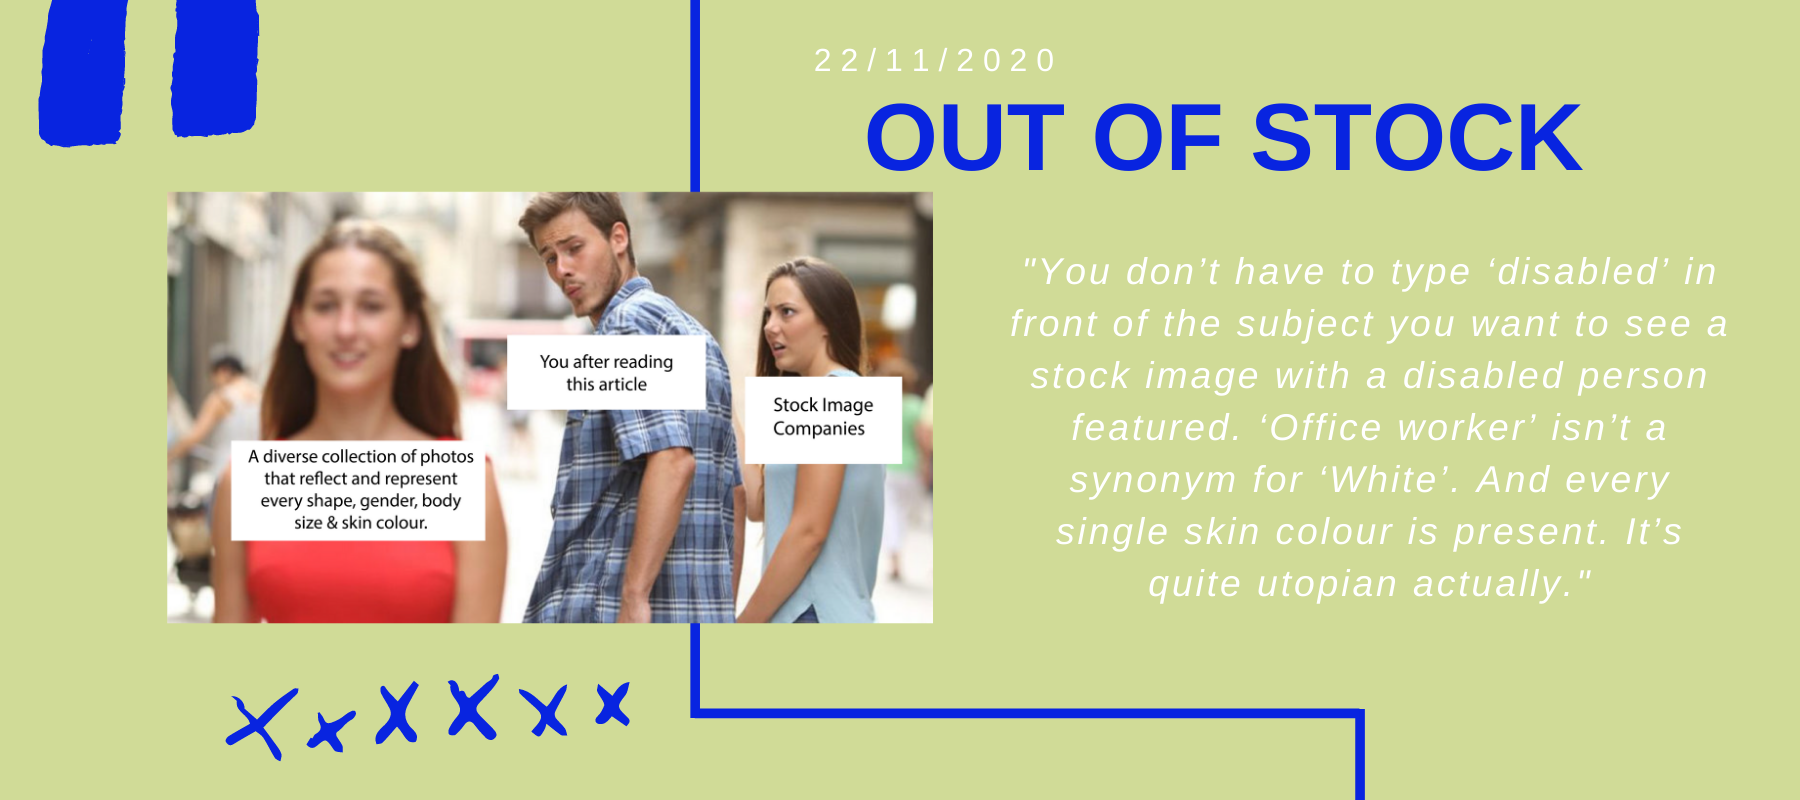 22/11/2020
OUT OF STOCK
You after reading
this article
Stock Image
Companies
A diverse collection of photos
that reflect and represent
every shape, gender, body
size & skin colour.
"You don’t have to type ‘disabled’ in
front of the subject you want to see a
stock image with a disabled person
featured. ‘Office worker’ isn’t a
synonym for ‘White’. And every
single skin colour is present. It’s
quite utopian actually."